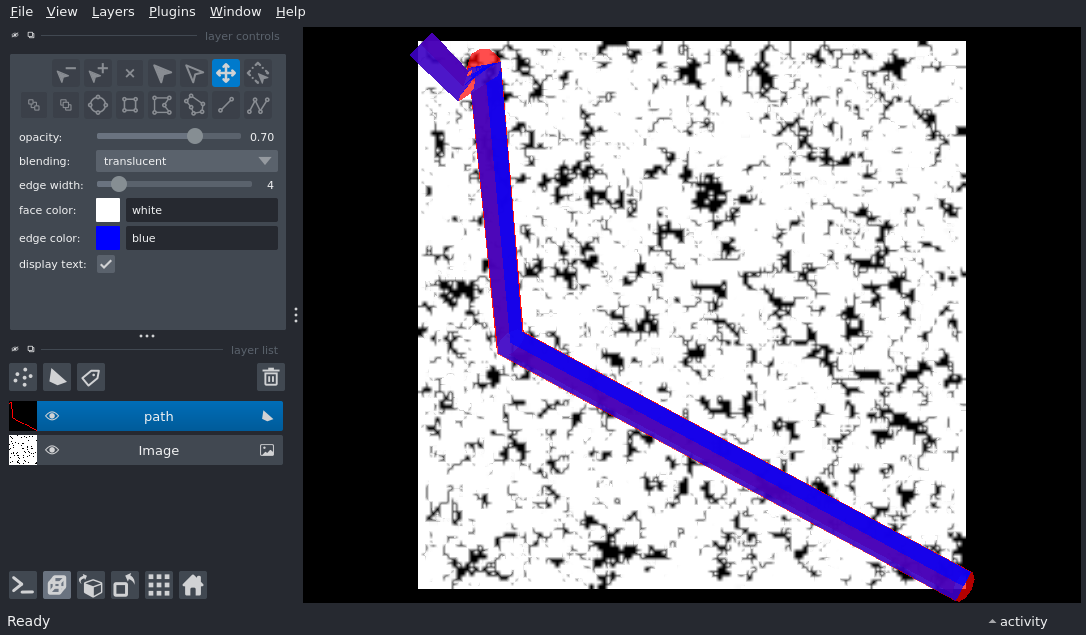 File View Layers Plugins Window Help
layer controls
opacity: 0.70
blending: translucent
edge width: 4
face color: white
edge color: blue
display text:
layer list
path
Image
Ready activity